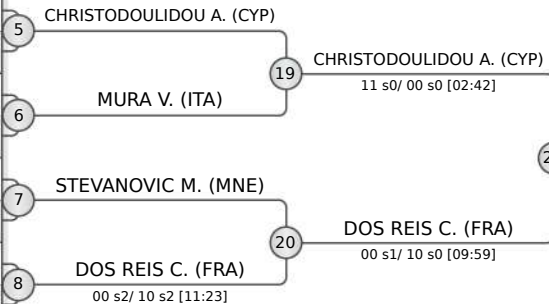 5
CHRISTODOULIDOU A. (CYP)
19
CHRISTODOULIDOU A. (CYP)
11 s0/ 00 s0 [02:42]
6
MURA V. (ITA)
7
STEVANOVIC M. (MNE)
20
DOS REIS C. (FRA)
00 s1/ 10 s0 [09:59]
8
DOS REIS C. (FRA)
00 s2/ 10 s2 [11:23]